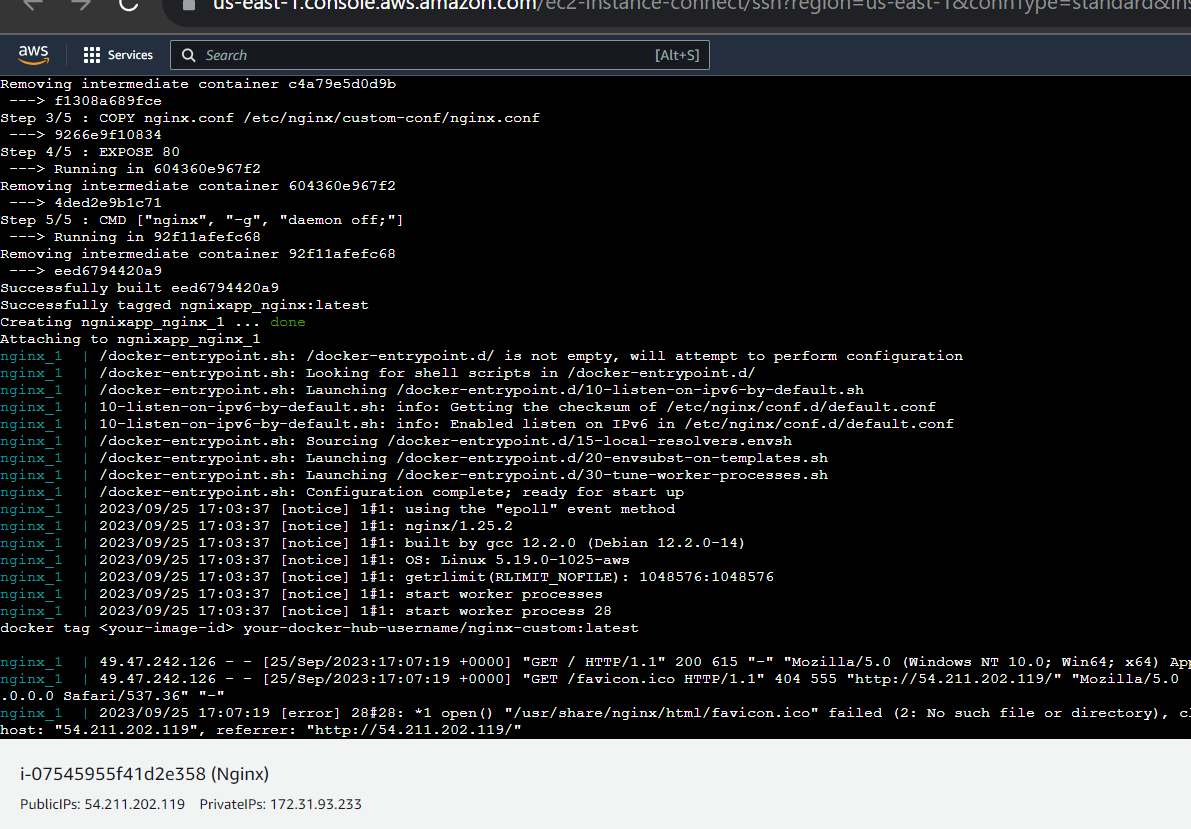 us-east-1.console.aws.amazon.com/ec2-instance-connect/ssh?region=us-east-1&connType=standard&ins
aws Services Search [Alt+S]
Removing intermediate container c4a79e5d0d9b
---> f1308a689fce
Step 3/5 : COPY nginx.conf /etc/nginx/custom-conf/nginx.conf
---> 9266e9f10834
Step 4/5 : EXPOSE 80
---> Running in 604360e967f2
Removing intermediate container 604360e967f2
---> 4ded2e9b1c71
Step 5/5 : CMD ["nginx", "-g", "daemon off;"]
---> Running in 92f11afefc68
Removing intermediate container 92f11afefc68
---> eed6794420a9
Successfully built eed6794420a9
Successfully tagged ngnixapp_nginx:latest
Creating ngnixapp_nginx_1 ... done
Attaching to ngnixapp_nginx_1
nginx_1 | /docker-entrypoint.sh: /docker-entrypoint.d/ is not empty, will attempt to perform configuration
nginx_1 | /docker-entrypoint.sh: Looking for shell scripts in /docker-entrypoint.d/
nginx_1 | /docker-entrypoint.sh: Launching /docker-entrypoint.d/10-listen-on-ipv6-by-default.sh
nginx_1 | 10-listen-on-ipv6-by-default.sh: info: Getting the checksum of /etc/nginx/conf.d/default.conf
nginx_1 | 10-listen-on-ipv6-by-default.sh: info: Enabled listen on IPv6 in /etc/nginx/conf.d/default.conf
nginx_1 | /docker-entrypoint.sh: Sourcing /docker-entrypoint.d/15-local-resolvers.envsh
nginx_1 | /docker-entrypoint.sh: Launching /docker-entrypoint.d/20-envsubst-on-templates.sh
nginx_1 | /docker-entrypoint.sh: Launching /docker-entrypoint.d/30-tune-worker-processes.sh
nginx_1 | /docker-entrypoint.sh: Configuration complete; ready for start up
nginx_1 | 2023/09/25 17:03:37 [notice] 1#1: using the "epoll" event method
nginx_1 | 2023/09/25 17:03:37 [notice] 1#1: nginx/1.25.2
nginx_1 | 2023/09/25 17:03:37 [notice] 1#1: built by gcc 12.2.0 (Debian 12.2.0-14)
nginx_1 | 2023/09/25 17:03:37 [notice] 1#1: OS: Linux 5.19.0-1025-aws
nginx_1 | 2023/09/25 17:03:37 [notice] 1#1: getrlimit(RLIMIT_NOFILE): 1048576:1048576
nginx_1 | 2023/09/25 17:03:37 [notice] 1#1: start worker processes
nginx_1 | 2023/09/25 17:03:37 [notice] 1#1: start worker process 28
docker tag <your-image-id> your-docker-hub-username/nginx-custom:latest
nginx_1 | 49.47.242.126 - - [25/Sep/2023:17:07:19 +0000] "GET / HTTP/1.1" 200 615 "-" "Mozilla/5.0 (Windows NT 10.0; Win64; x64) App
nginx_1 | 49.47.242.126 - - [25/Sep/2023:17:07:19 +0000] "GET /favicon.ico HTTP/1.1" 404 555 "http://54.211.202.119/" "Mozilla/5.0
.0.0.0 Safari/537.36" "-"
nginx_1 | 2023/09/25 17:07:19 [error] 28#28: *1 open() "/usr/share/nginx/html/favicon.ico" failed (2: No such file or directory), cl
host: "54.211.202.119", referrer: "http://54.211.202.119/"
i-07545955f41d2e358 (Nginx)
PublicIPs: 54.211.202.119 PrivateIPs: 172.31.93.233